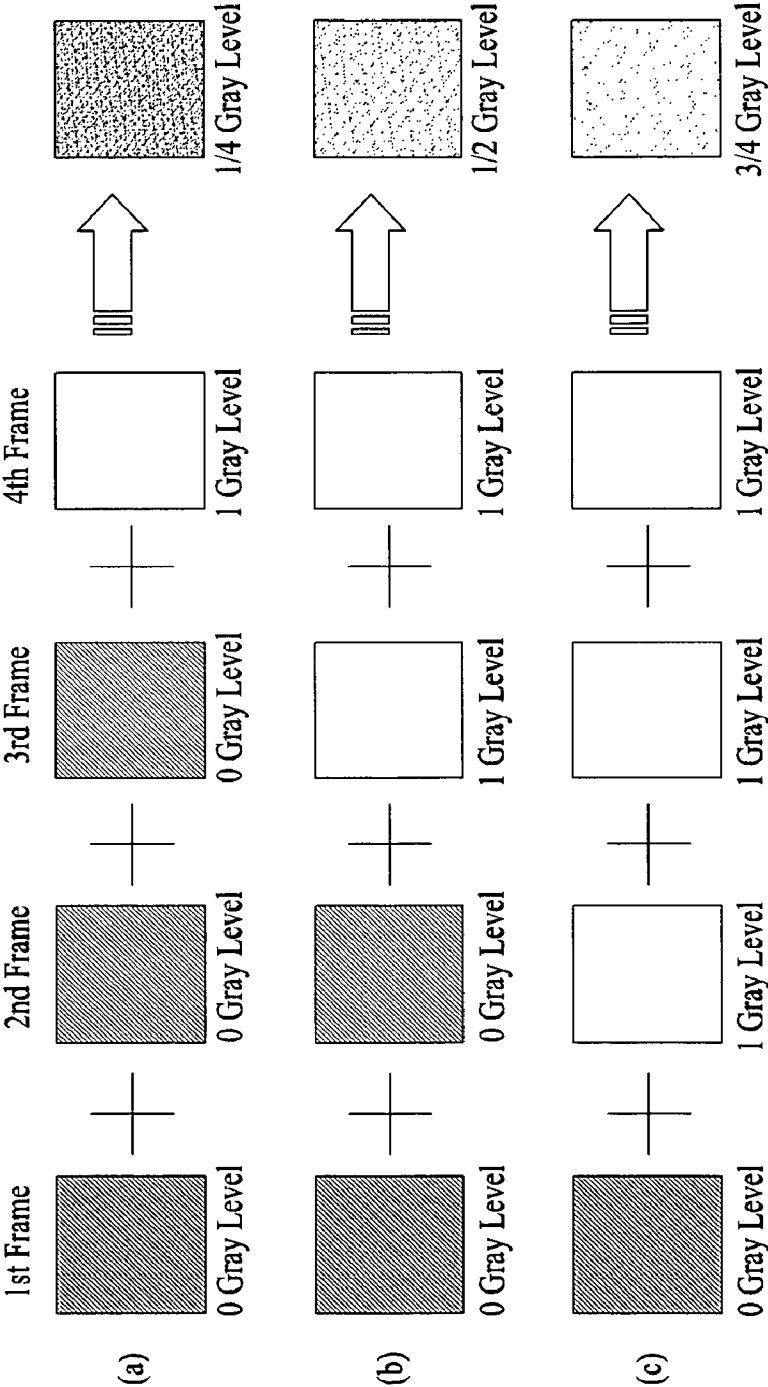 1st Frame 2nd Frame 3rd Frame 4th Frame
(a)
0 Gray Level 0 Gray Level 0 Gray Level 1 Gray Level 1/4 Gray Level
(b)
0 Gray Level 0 Gray Level 1 Gray Level 1 Gray Level 1/2 Gray Level
(c)
0 Gray Level 1 Gray Level 1 Gray Level 1 Gray Level 3/4 Gray Level